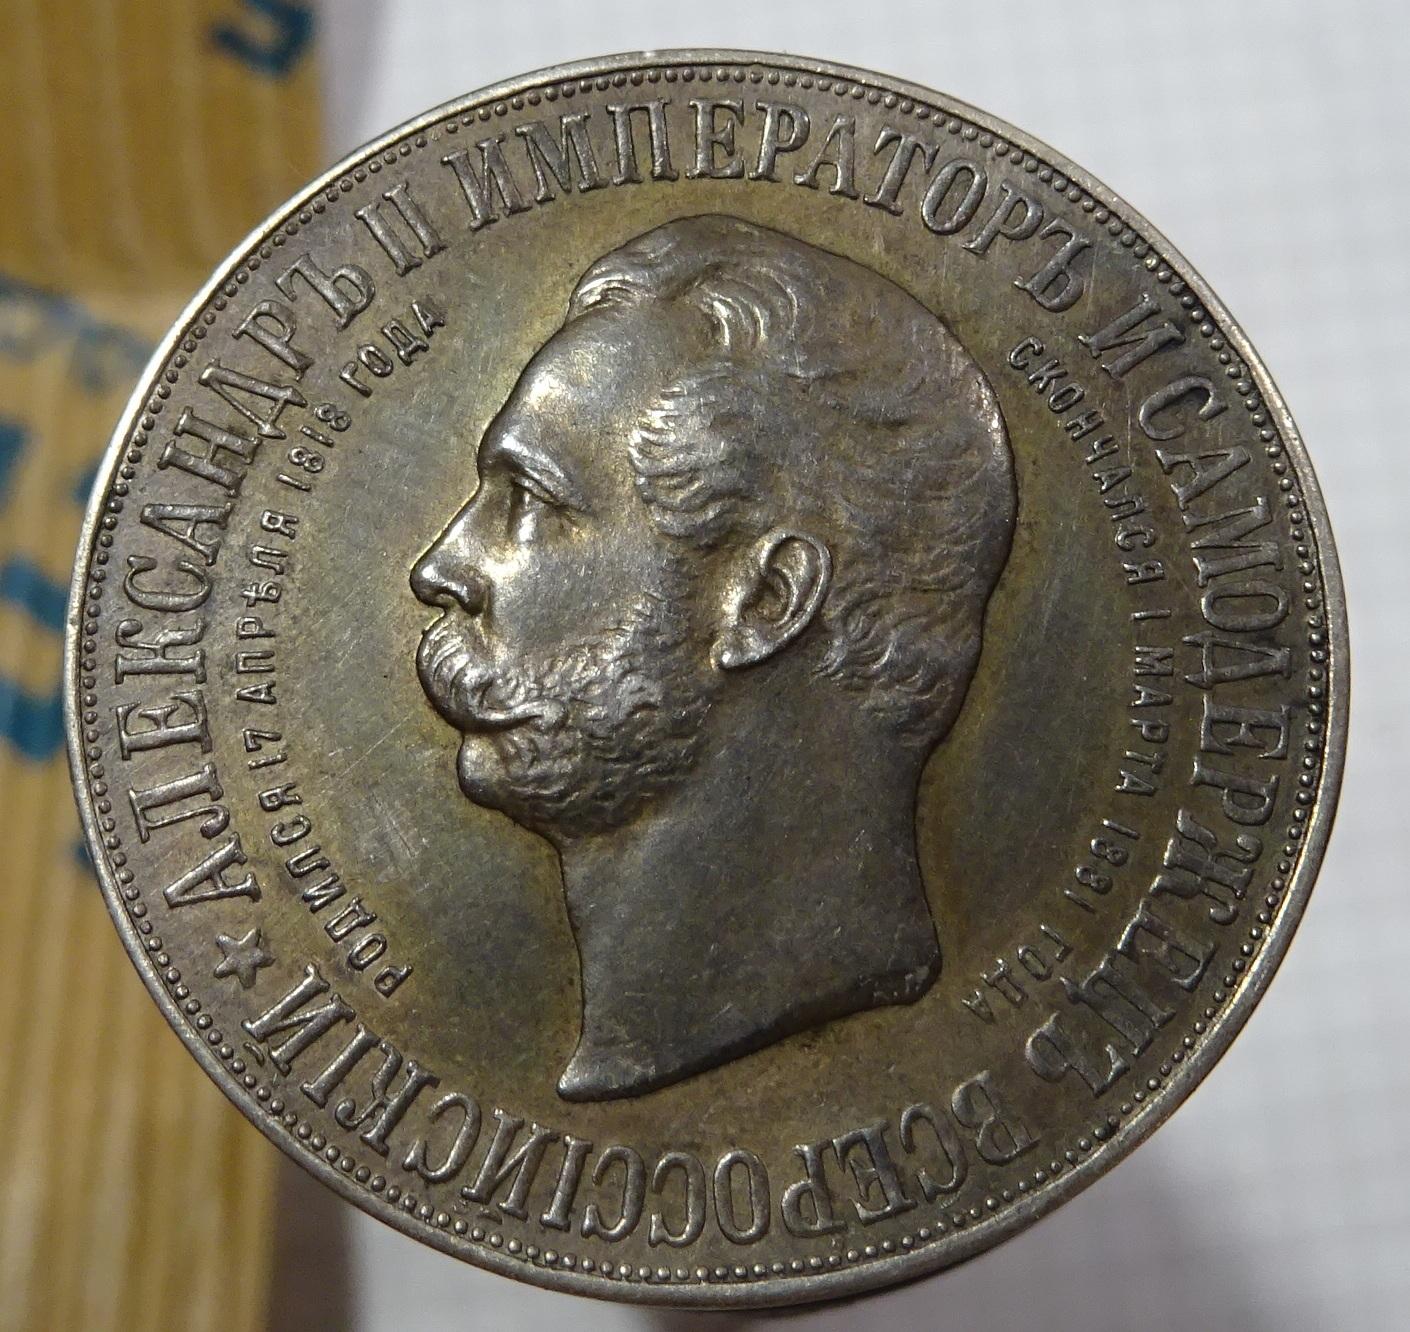 АЛЕКСАНДРЪ II ИМПЕРАТОРЪ И САМОДЕРЖЕЦЪ ВСЕРОССІЙСКІЙ
РОДИЛСЯ 17 АПРѢЛЯ 1818 ГОДА
СКОНЧАЛСЯ 1 МАРТА 1881 ГОДА